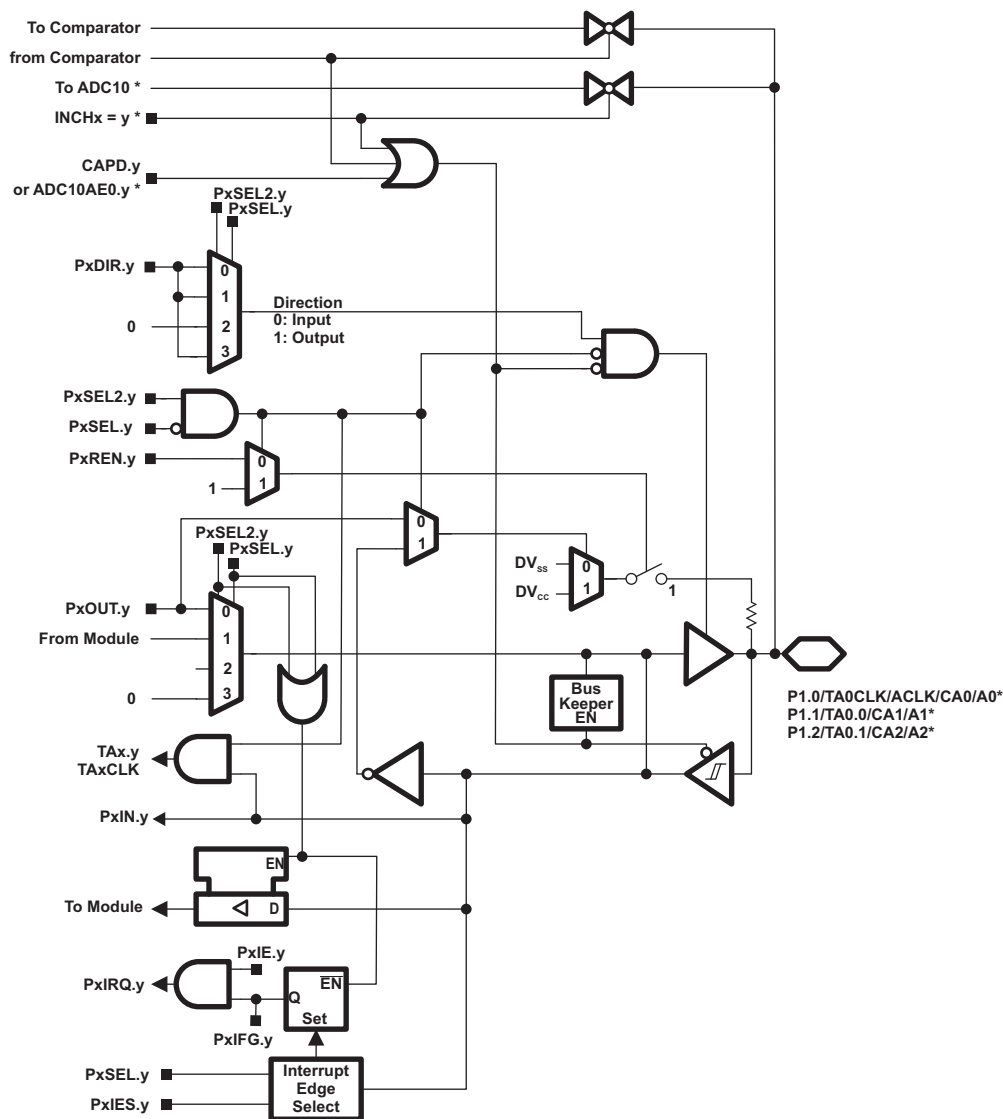 To Comparator
from Comparator
To ADC10 *
INCHx = y *
CAPD.y
or ADC10AE0.y *
PxSEL2.y
PxSEL.y
PxDIR.y
0
0
1
2
3
Direction
0: Input
1: Output
PxSEL2.y
PxSEL.y
PxREN.y
1
0
1
0
1
PxSEL2.y
PxSEL.y
DVss
DVcc
0
1
1
PxOUT.y
From Module
0
0
1
2
3
Bus
Keeper
EN
P1.0/TA0CLK/ACLK/CA0/A0*
P1.1/TA0.0/CA1/A1*
P1.2/TA0.1/CA2/A2*
TAx.y
TAxCLK
PxIN.y
EN
To Module
D
PxIE.y
PxIRQ.y
EN
Q
Set
PxIFG.y
PxSEL.y
PxIES.y
Interrupt
Edge
Select